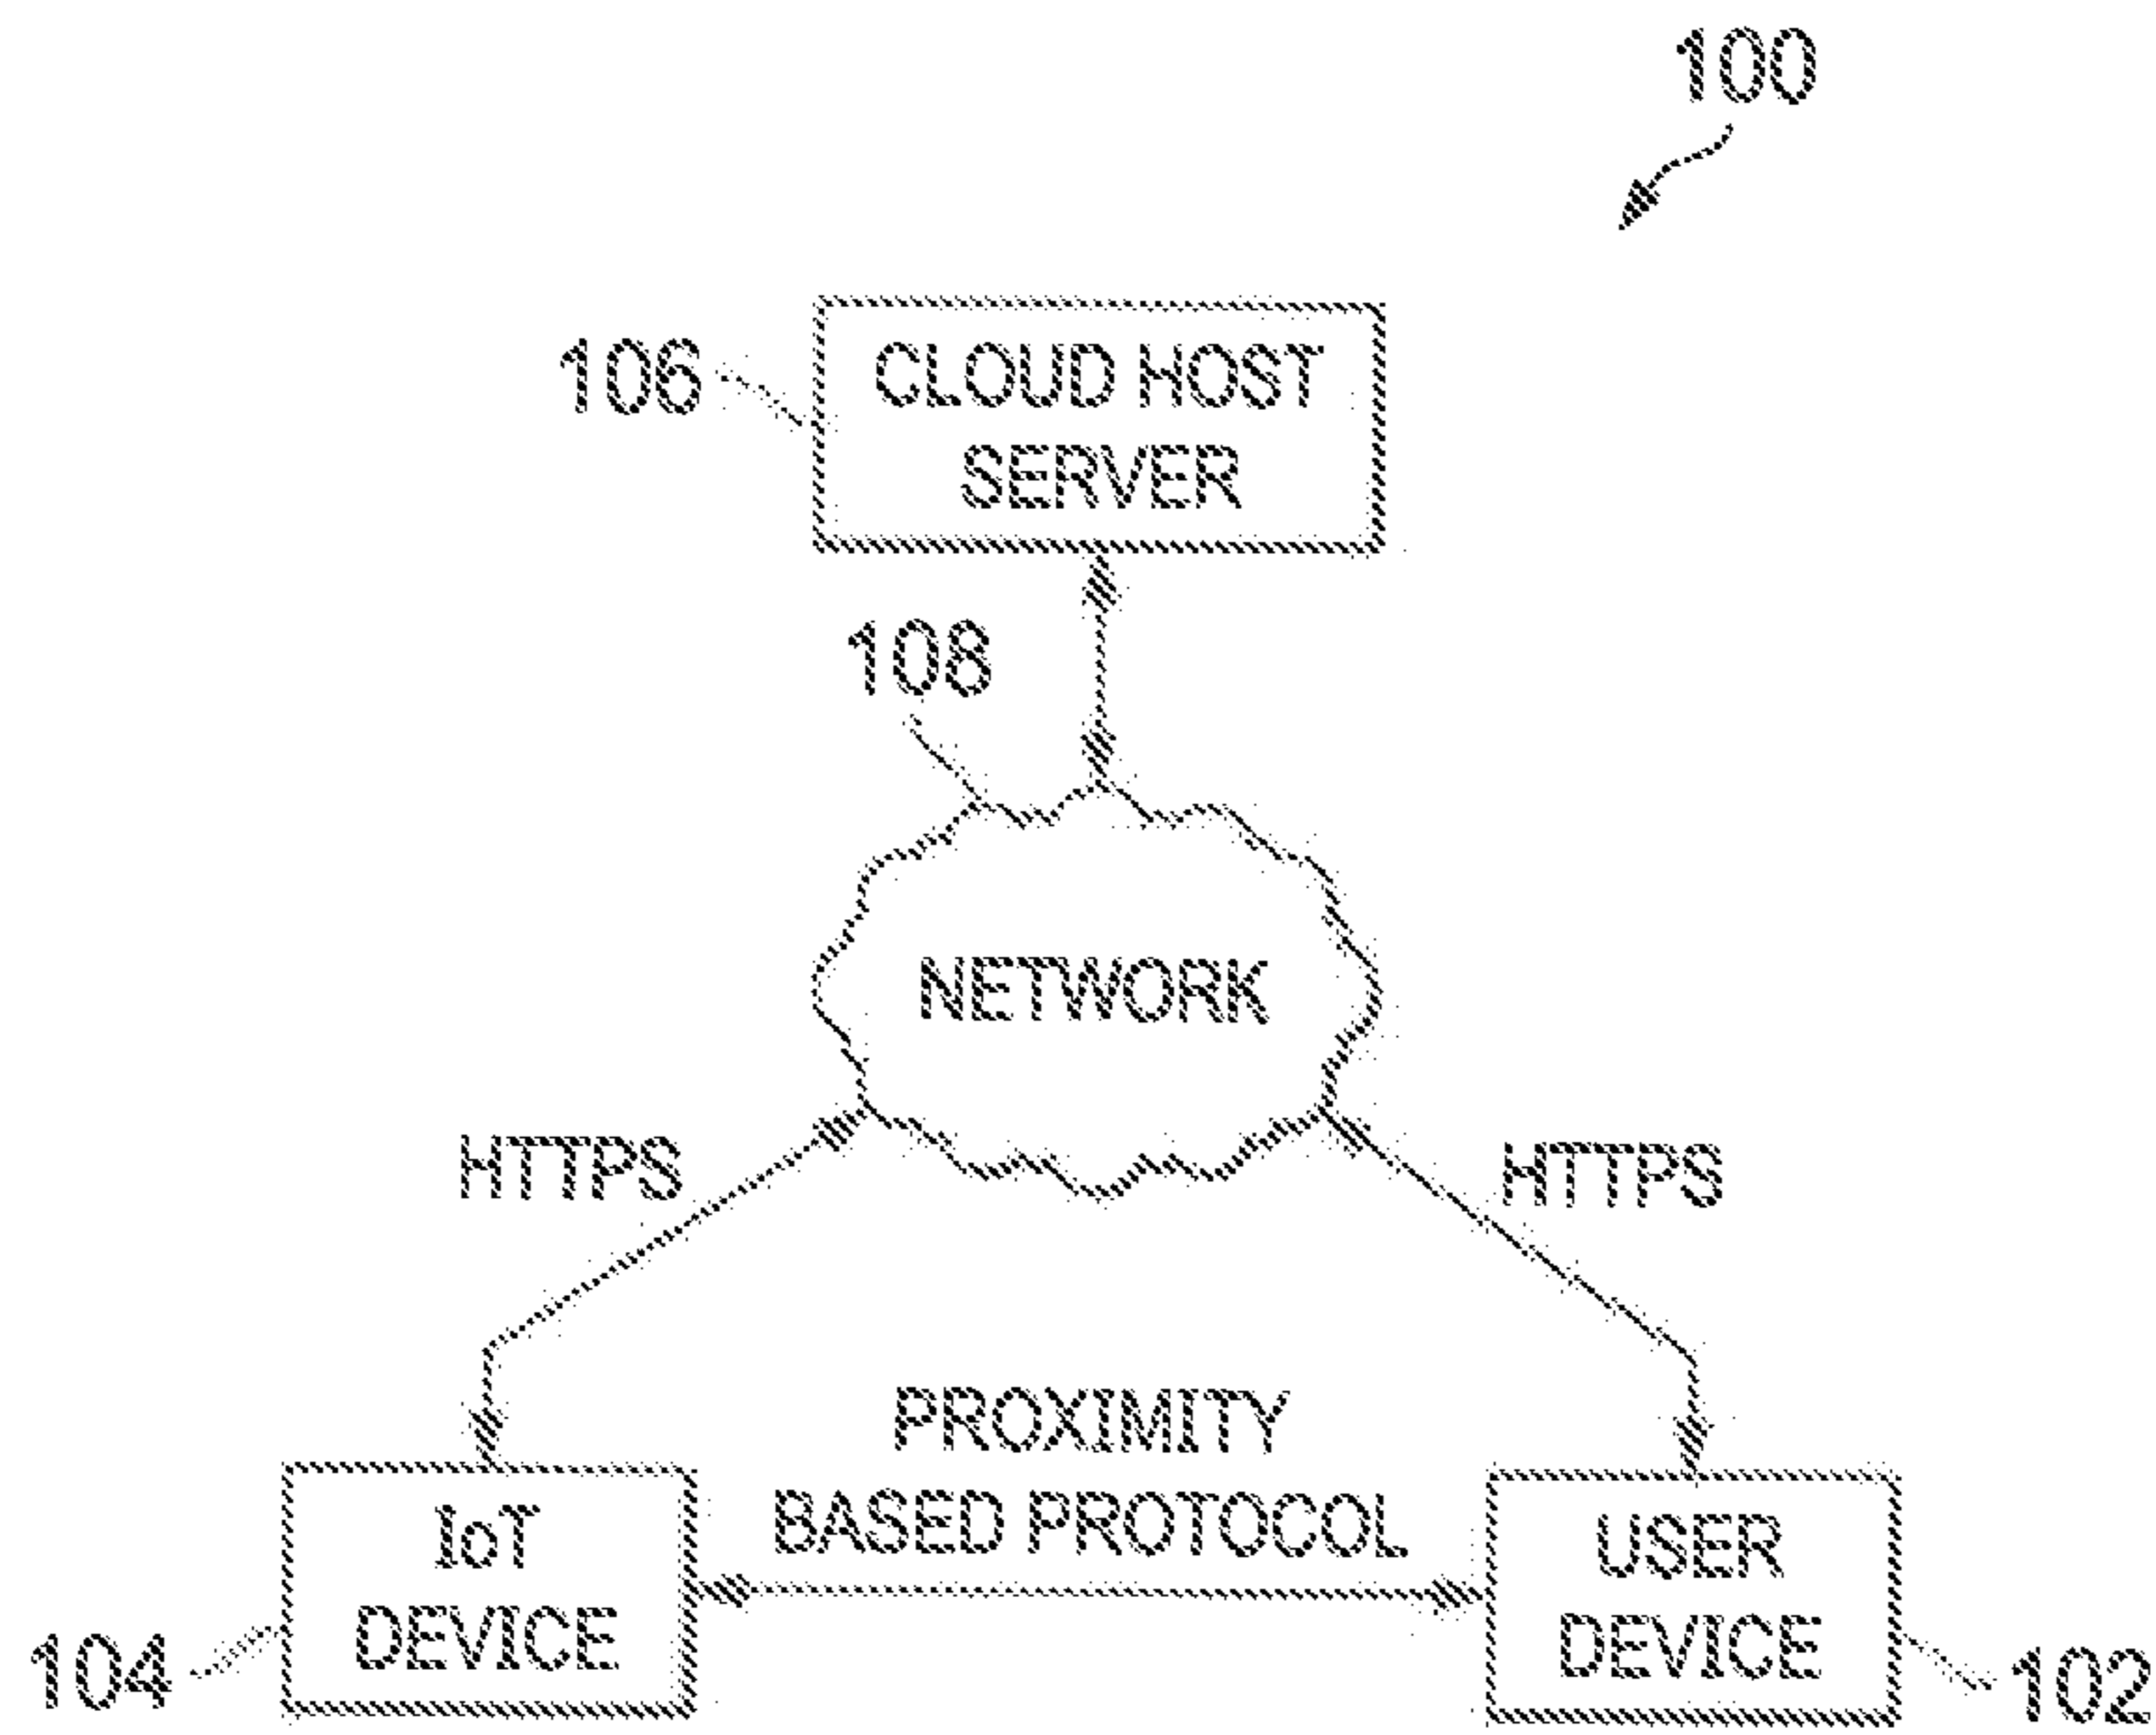 100
106
CLOUD HOST
SERVER
108
NETWORK
HTTPS
HTTPS
PROXIMITY
BASED PROTOCOL
IoT
DEVICE
USER
DEVICE
104
102